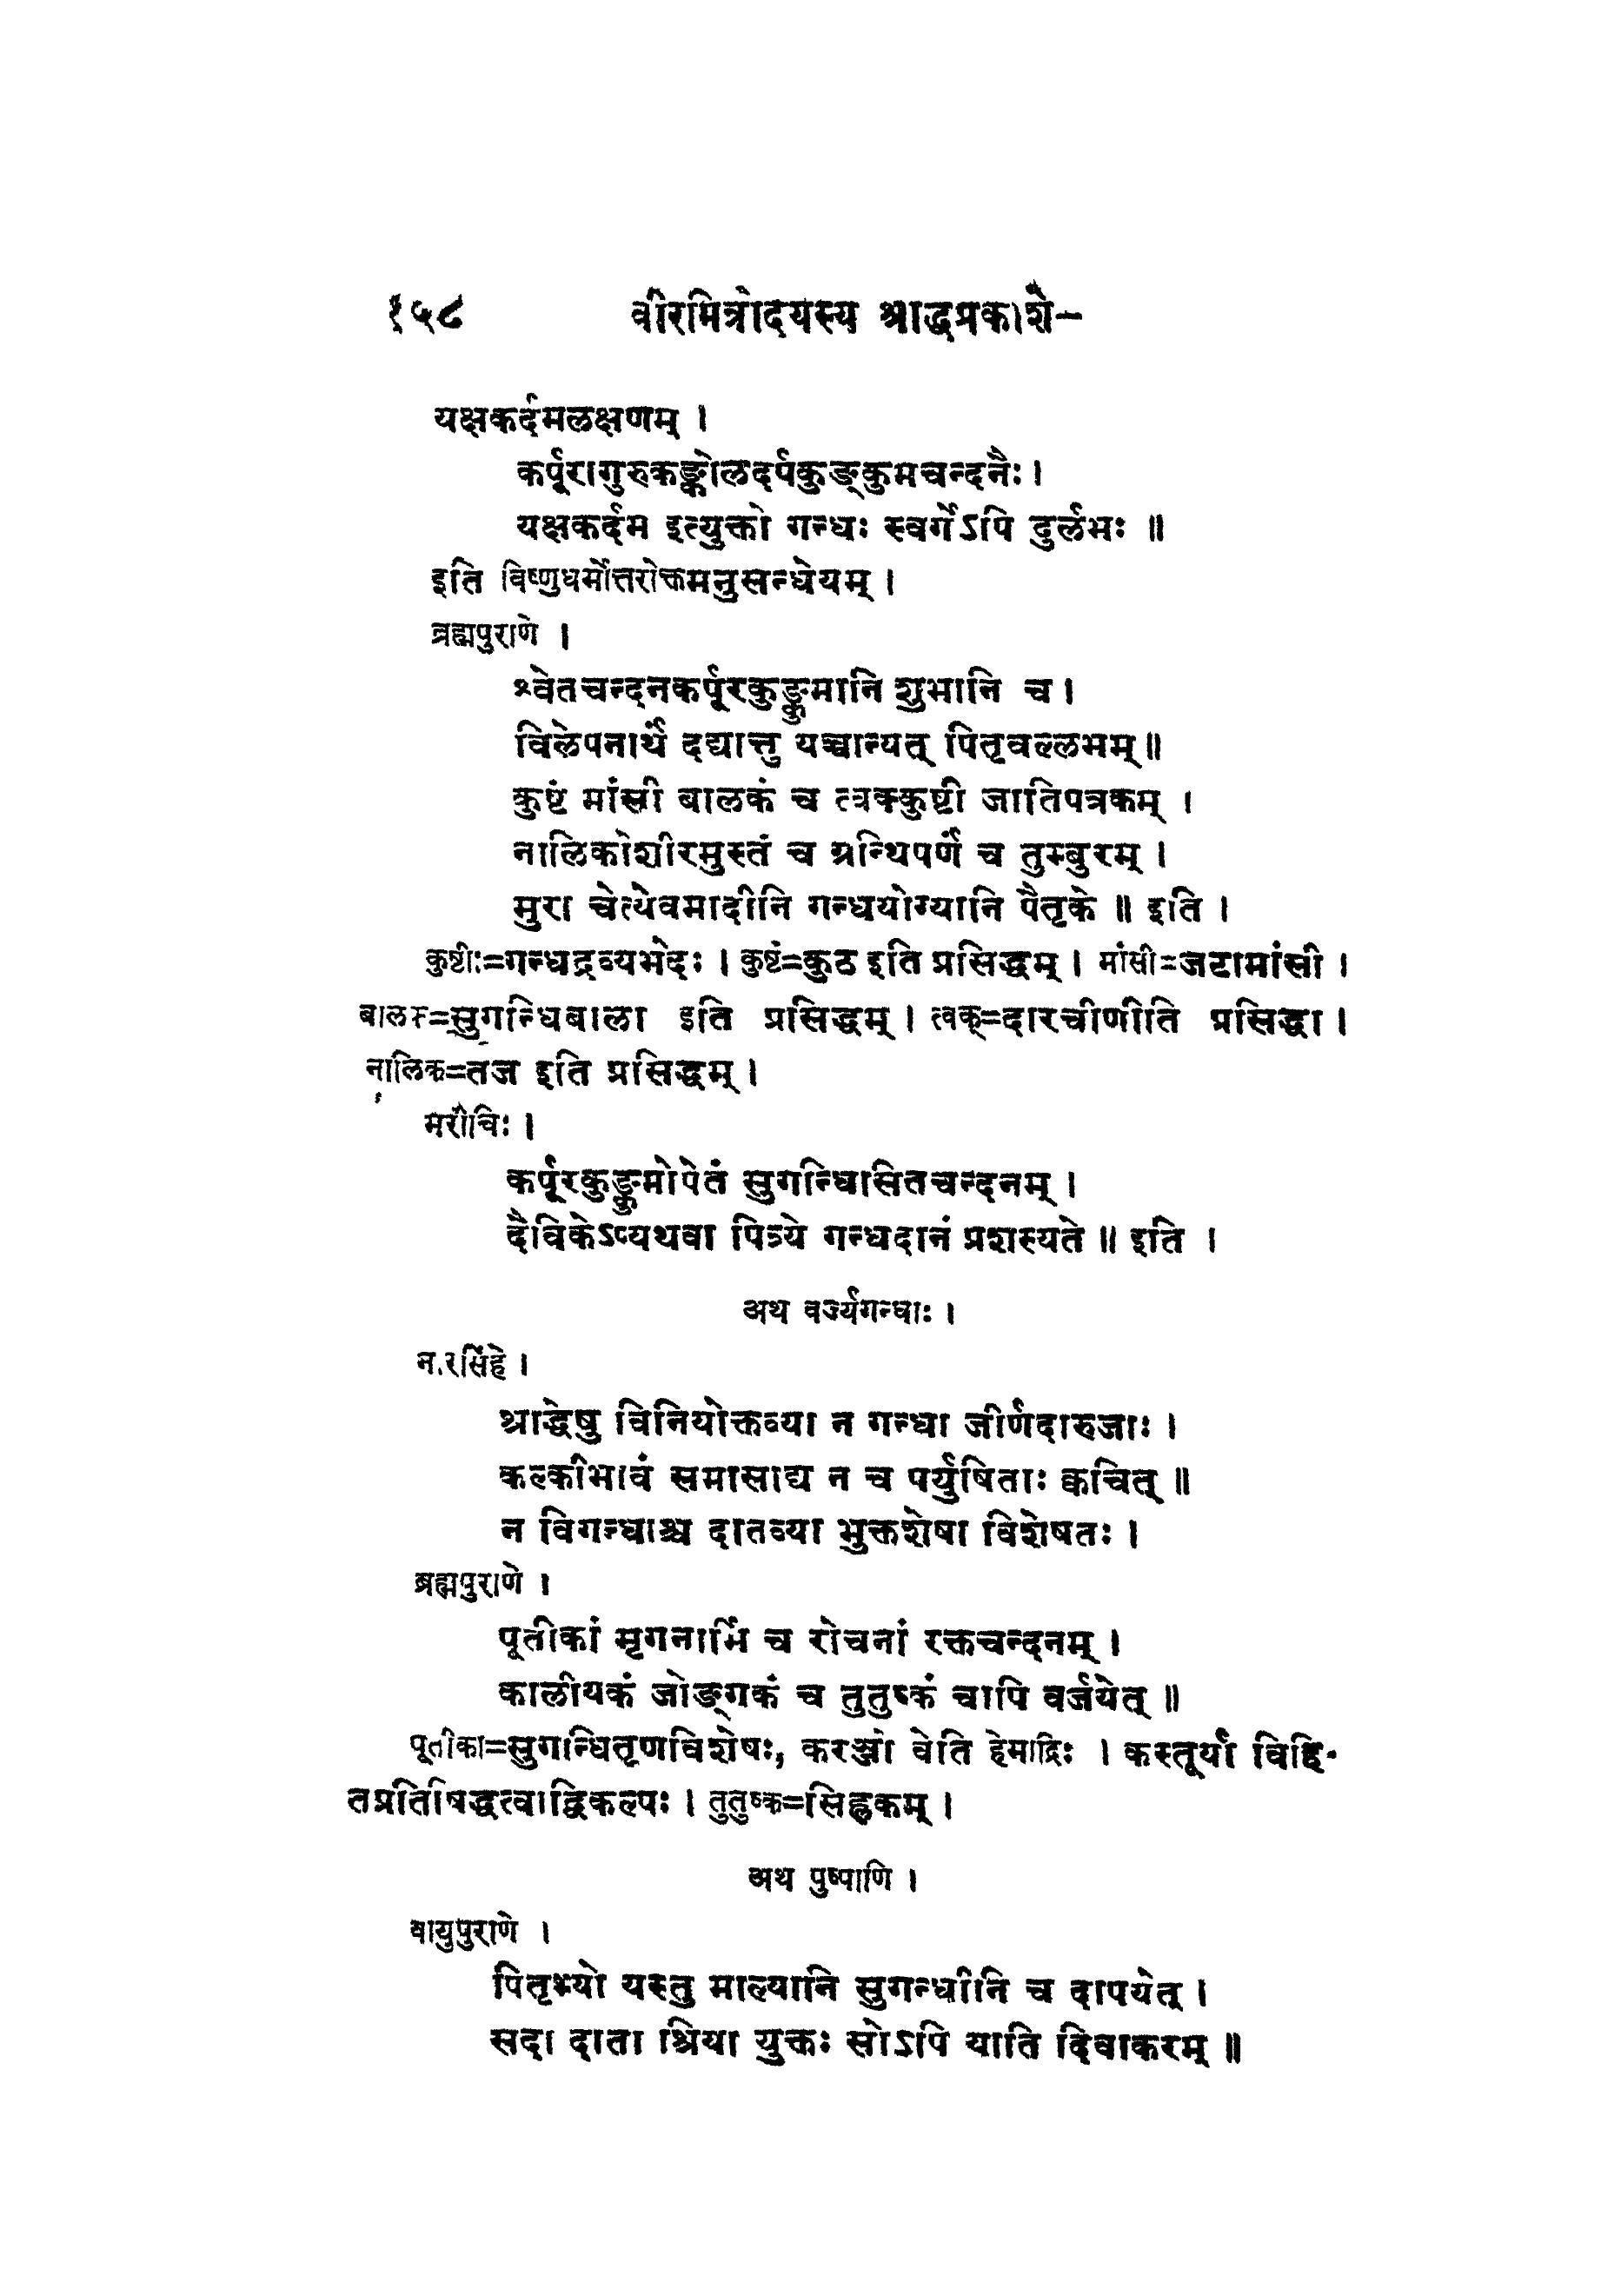 १५८ वीरमित्रोदयस्य श्राद्धप्रकाशे-
यक्षकर्दमलक्षणम् ।
कर्पूरागुरुकङ्कोलदर्पकुङ्कुमचन्दनैः ।
यक्षकर्दम इत्युक्तो गन्धः स्वर्गेऽपि दुर्लभः ॥
इति विष्णुधर्मोत्तरोक्तमनुसन्धेयम् ।
ब्रह्मपुराणे ।
श्वेतचन्दनकर्पूरकुङ्कुमानि शुभानि च ।
विलेपनार्थं दद्यात्तु यच्चान्यत् पितृवल्लभम् ॥
कुष्टं मांसी बालकं च त्वक्कुष्टी जातिपत्रकम् ।
नालिकोशीरमुस्तं च ग्रन्थिपर्णं च तुम्बुरम् ।
मुरा चेत्येवमादीनि गन्धयोग्यानि पैतृके ॥ इति ।
कुष्टीः=गन्धद्रव्यभेदः । कुष्टं=कुठ इति प्रसिद्धम् । मांसी=जटामांसी ।
बालक=सुगन्धिबाला इति प्रसिद्धम् । त्वक्=दारचीणीति प्रसिद्धा ।
नालिक=तज इति प्रसिद्धम् ।
मरीचिः ।
कर्पूरकुङ्कुमोपेतं सुगन्धिसितचन्दनम् ।
दैविकेऽप्यथवा पित्र्ये गन्धदानं प्रशस्यते ॥ इति ।
अथ वर्ज्यगन्धाः ।
नारसिंहे ।
श्राद्धेषु विनियोक्तव्या न गन्धा जीर्णदारुजाः ।
कल्कीभावं समासाद्य न च पर्युषिताः क्वचित् ॥
न विगन्धाश्च दातव्या भुक्तशेषा विशेषतः ।
ब्रह्मपुराणे ।
पूतीकां मृगनाभिं च रोचनां रक्तचन्दनम् ।
कालीयकं जोङ्गकं च तुतुष्कं चापि वर्जयेत् ॥
पूतीका=सुगन्धितृणविशेषः, करञ्जो वेति हेमाद्रिः । कस्तूर्यां विहि-
तप्रतिषिद्धत्वाद्विकल्पः । तुतुष्क=सिह्लकम् ।
अथ पुष्पाणि ।
वायुपुराणे ।
पितृभ्यो यस्तु माल्यानि सुगन्धीनि च दापयेत् ।
सदा दाता श्रिया युक्तः सोऽपि याति दिवाकरम् ॥